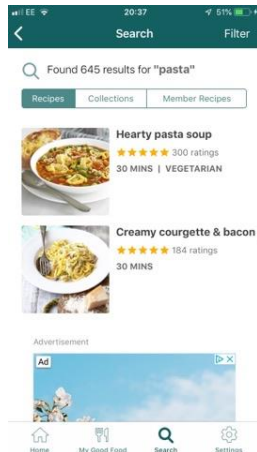 EE 20:37 51%
Search Filter
Found 645 results for "pasta"
Recipes Collections Member Recipes
Hearty pasta soup
300 ratings
30 MINS | VEGETARIAN
Creamy courgette & bacon
184 ratings
30 MINS
Advertisement
Ad
Home My Good Food Search Settings